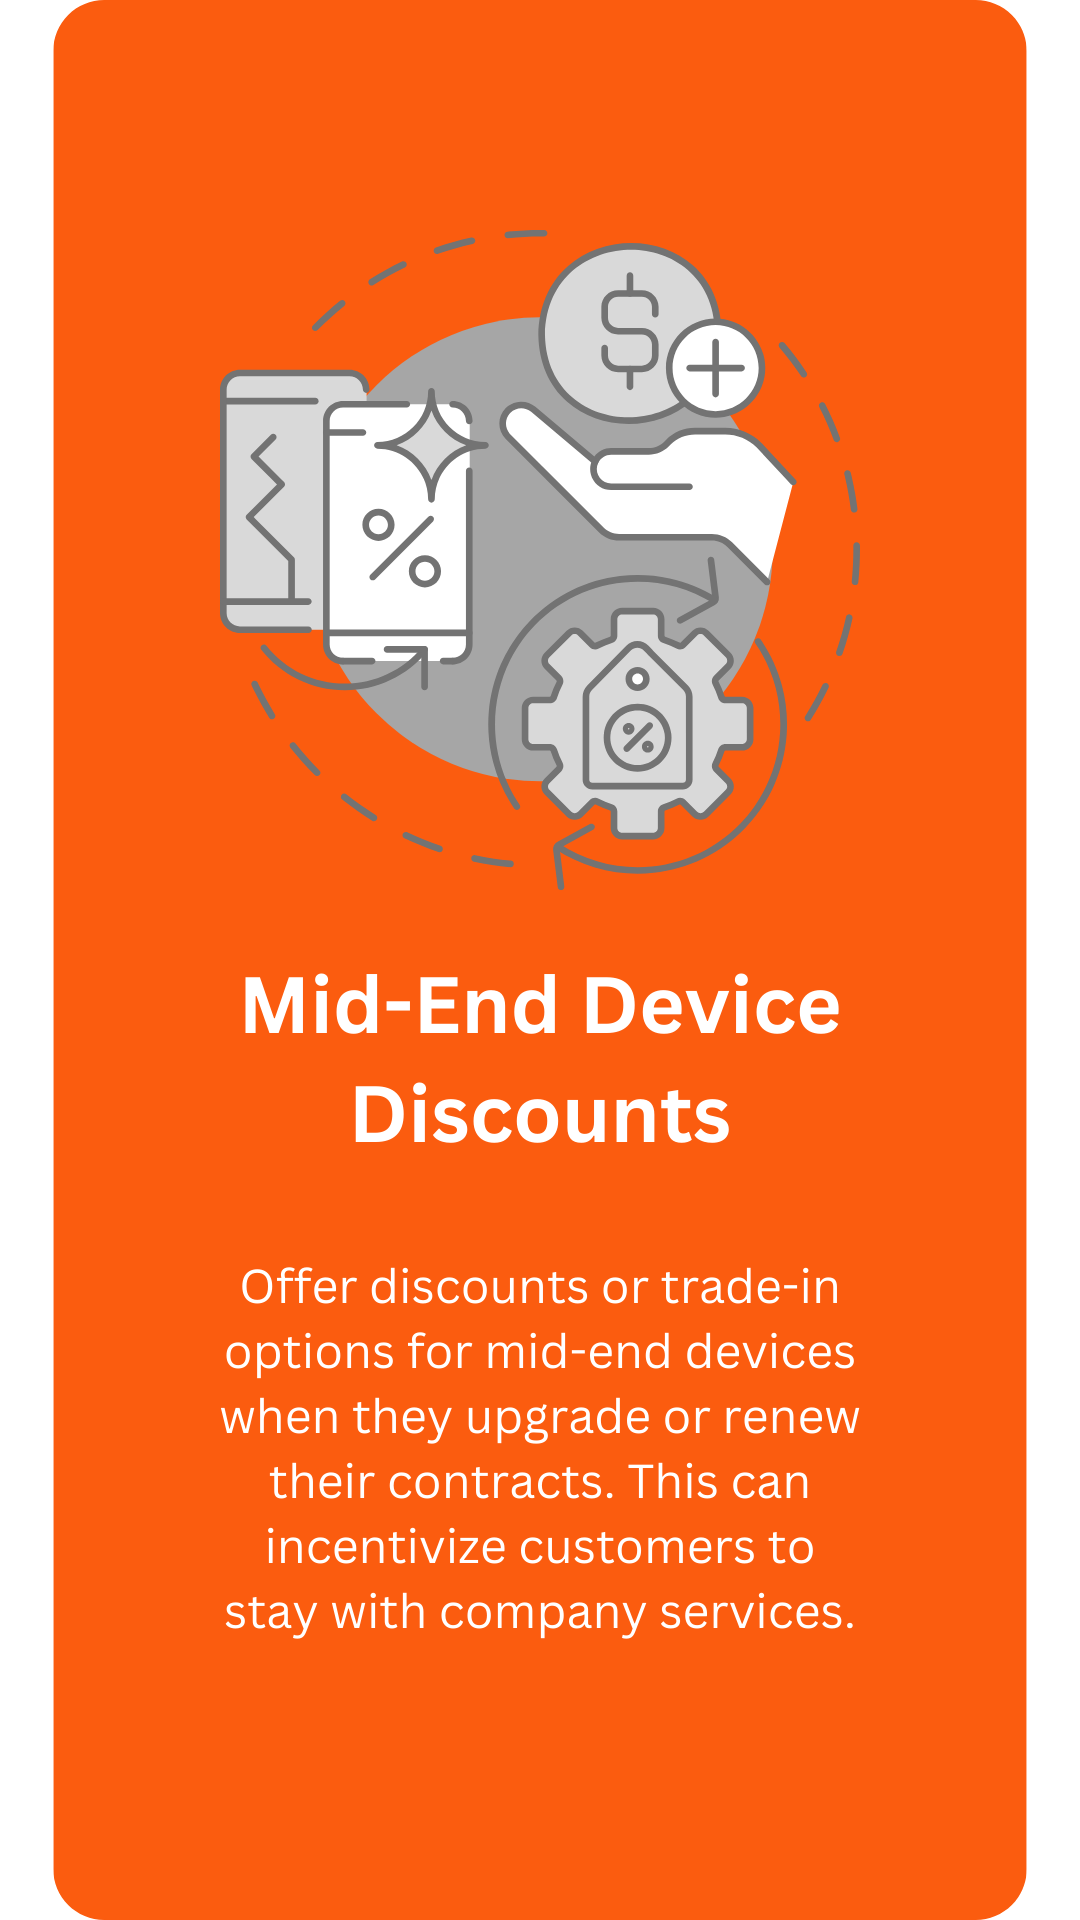 $
%
%
Mid-End Device
Discounts
Offer discounts or trade-in
options for mid-end devices
when they upgrade or renew
their contracts. This can
incentivize customers to
stay with company services.